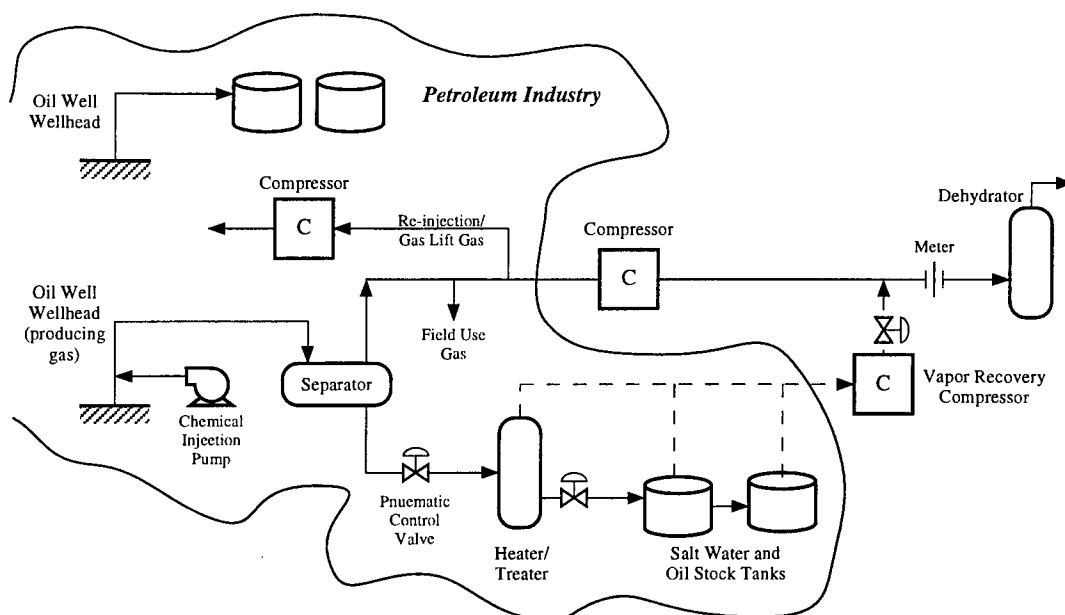 Petroleum Industry
Oil Well
Wellhead
Compressor
C
Re-injection/
Gas Lift Gas
Compressor
C
Dehydrator
Meter
Oil Well
Wellhead
(producing
gas)
Field Use
Gas
Separator
Chemical
Injection
Pump
C
Vapor Recovery
Compressor
Pnuematic
Control
Valve
Heater/
Treater
Salt Water and
Oil Stock Tanks